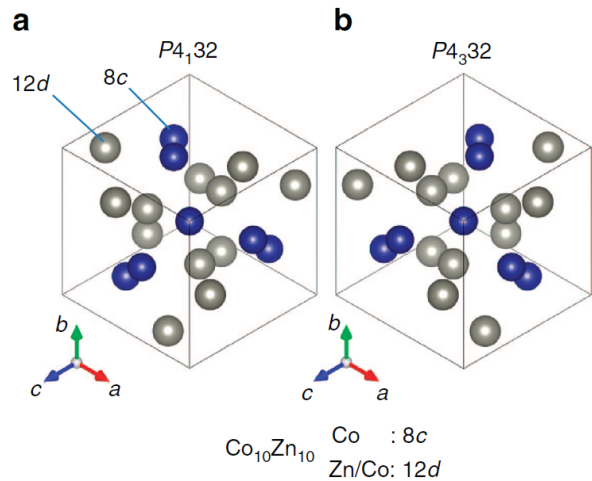 a
b
P4₁32
P4₃32
12d
8c
b
c
a
b
c
a
Co₁₀Zn₁₀
Co : 8c
Zn/Co: 12d